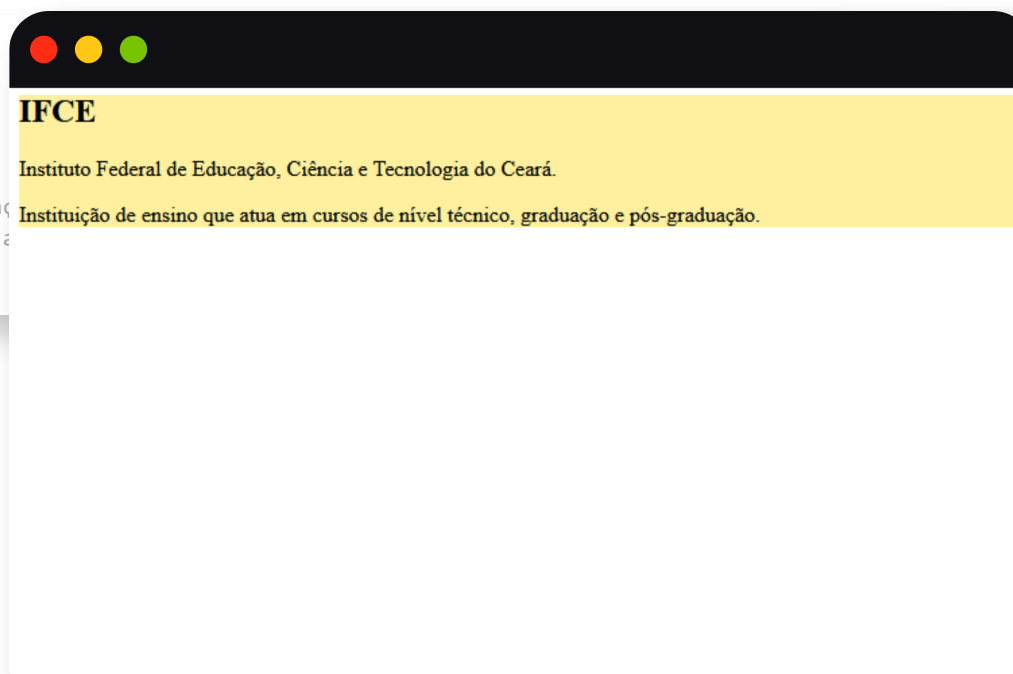 IFCE
Instituto Federal de Educação, Ciência e Tecnologia do Ceará.
Instituição de ensino que atua em cursos de nível técnico, graduação e pós-graduação.